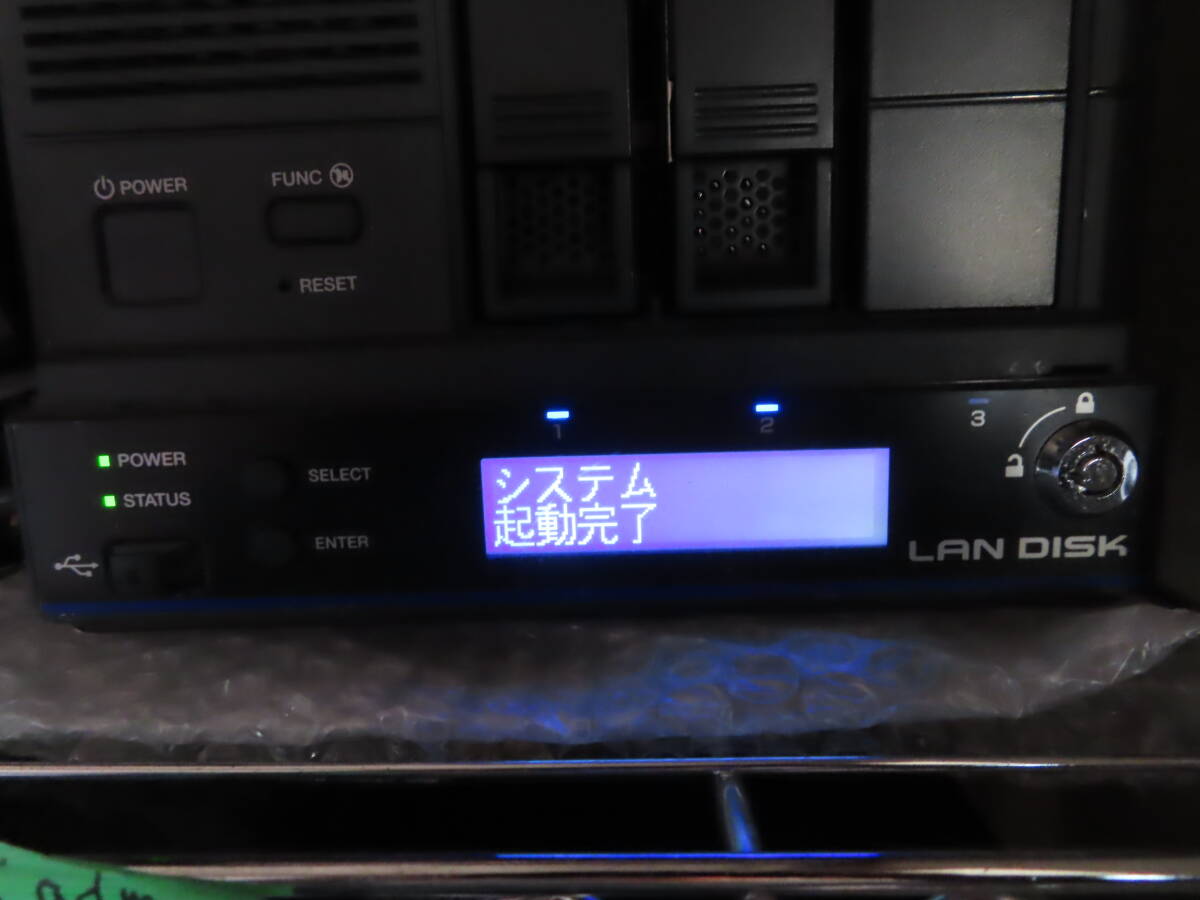 POWER
FUNC
RESET
1
2
3
POWER
STATUS
SELECT
ENTER
システム
起動完了
LAN DISK